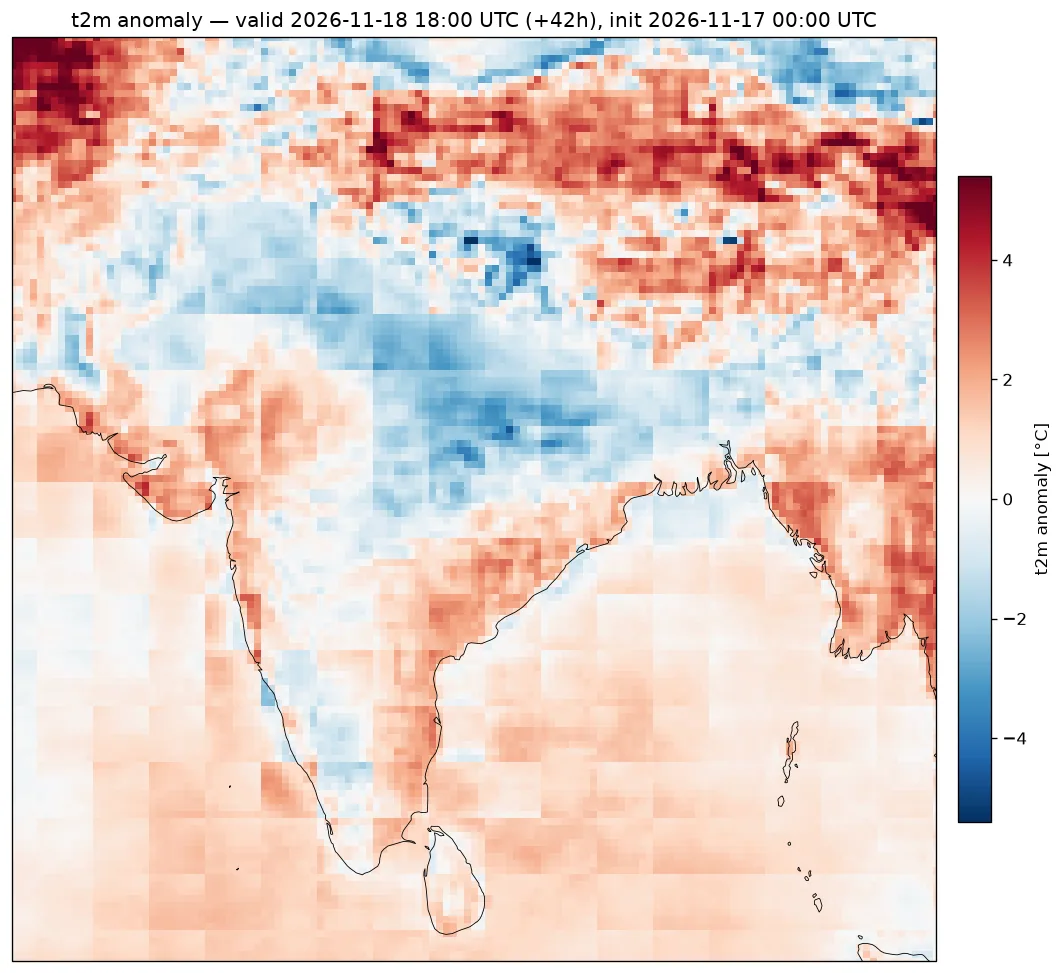 t2m anomaly — valid 2026-11-18 18:00 UTC (+42h), init 2026-11-17 00:00 UTC
4
2
0
−2
−4
t2m anomaly [°C]